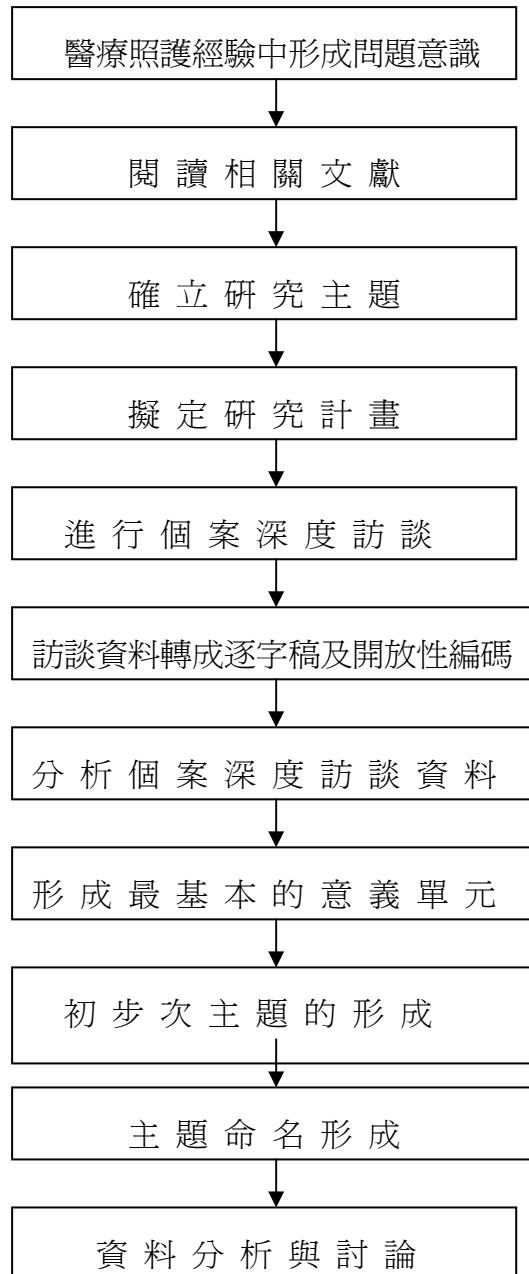 醫療照護經驗中形成問題意識
閱讀相關文獻
確立研究主題
擬定研究計畫
進行個案深度訪談
訪談資料轉成逐字稿及開放性編碼
分析個案深度訪談資料
形成最基本的意義單元
初步次主題的形成
主題命名形成
資料分析與討論